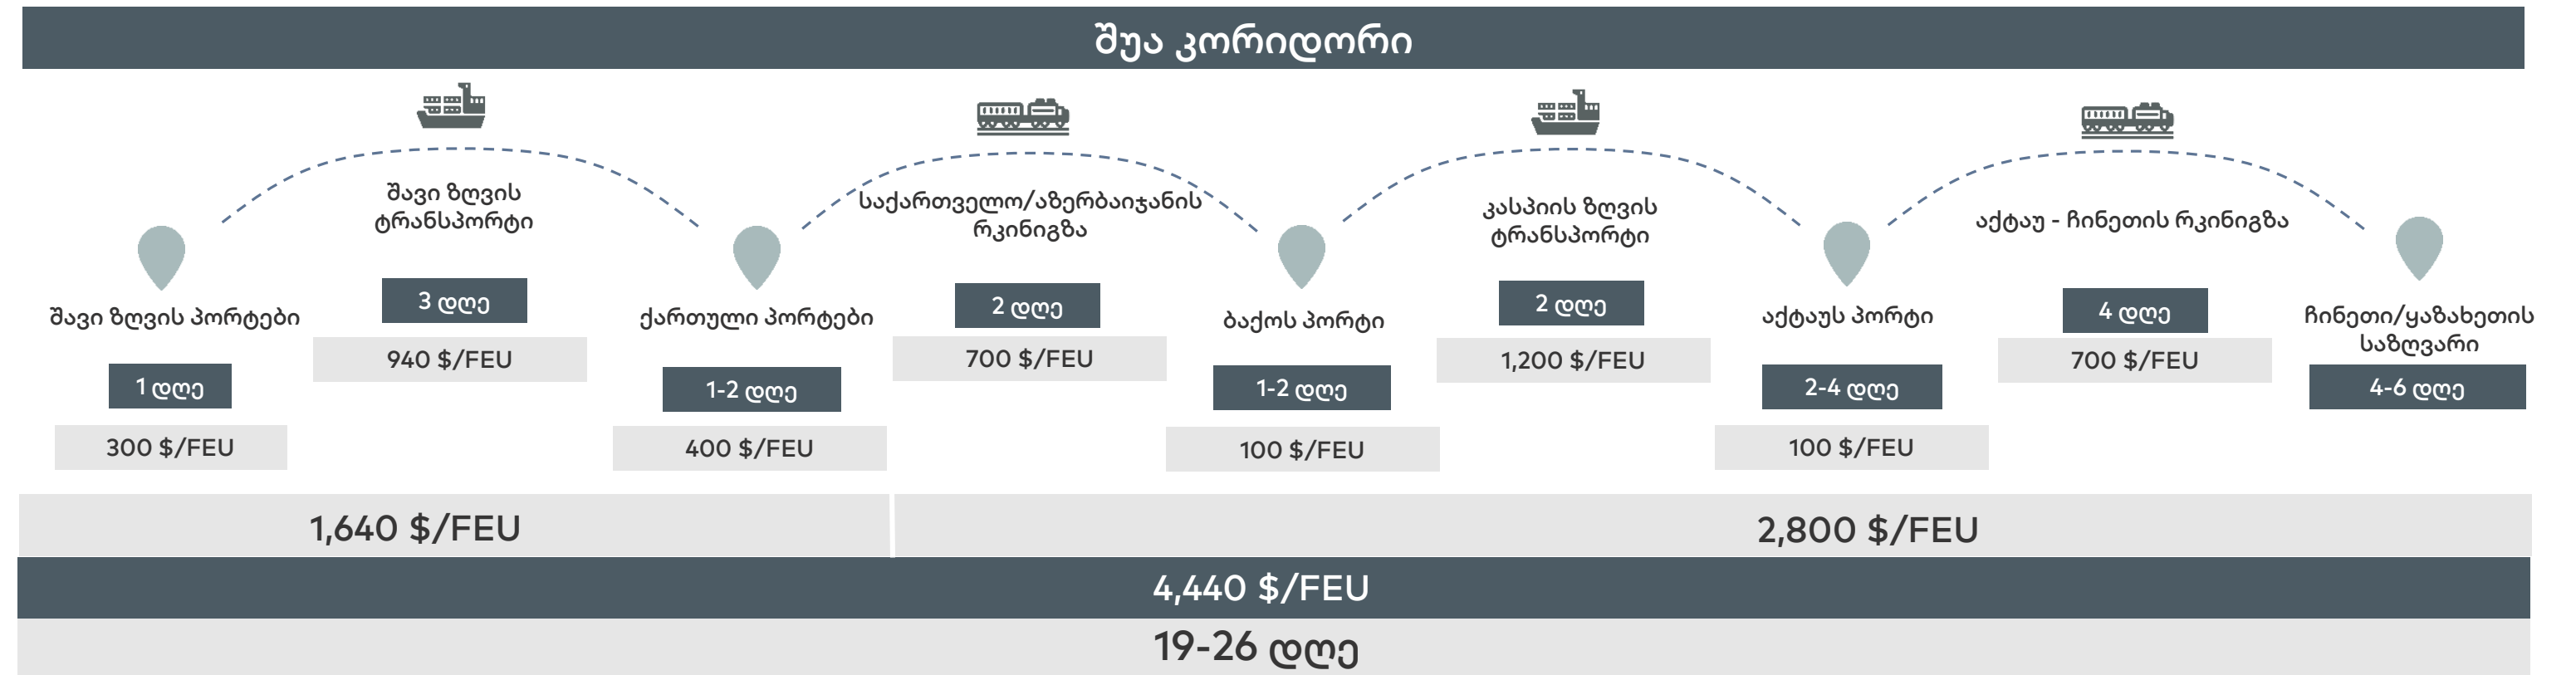 შუა კორიდორი
შავი ზღვის
ტრანსპორტი
3 დღე
940 $/FEU
საქართველო/აზერბაიჯანის
რკინიგზა
2 დღე
700 $/FEU
კასპიის ზღვის
ტრანსპორტი
2 დღე
1,200 $/FEU
აქტაუ - ჩინეთის რკინიგზა
4 დღე
700 $/FEU
შავი ზღვის პორტები
1 დღე
300 $/FEU
ქართული პორტები
1-2 დღე
400 $/FEU
ბაქოს პორტი
1-2 დღე
100 $/FEU
აქტაუს პორტი
2-4 დღე
100 $/FEU
ჩინეთი/ყაზახეთის
საზღვარი
4-6 დღე
1,640 $/FEU
2,800 $/FEU
4,440 $/FEU
19-26 დღე